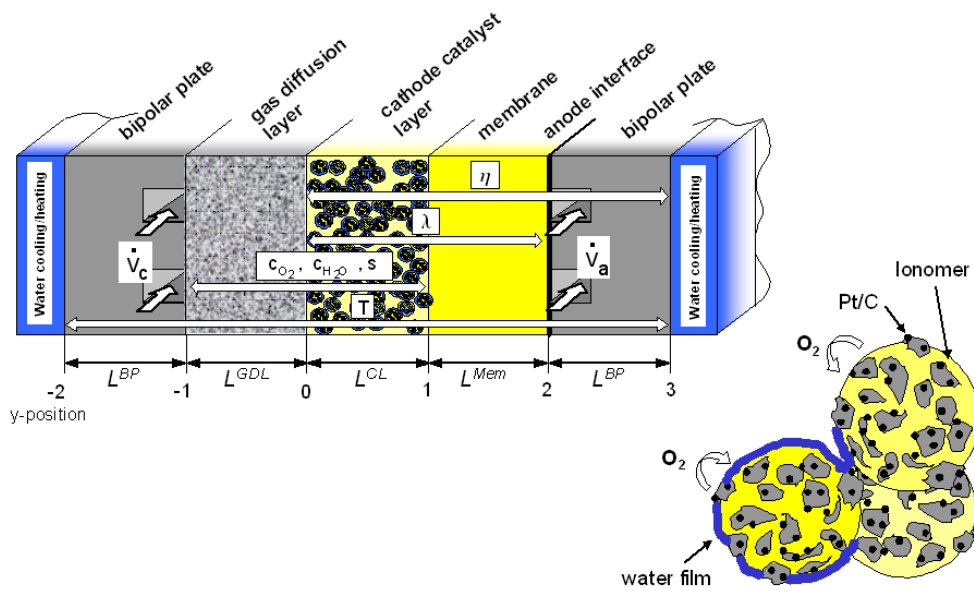 bipolar plate
gas diffusion
layer
cathode catalyst
layer
membrane
anode interface
bipolar plate
Water cooling/heating
Water cooling/heating
η
λ
V̇c
V̇a
cO2 , cH2O , s
T
LBP
LGDL
LCL
LMem
LBP
-2
-1
0
1
2
3
y-position
Ionomer
Pt/C
O2
O2
water film